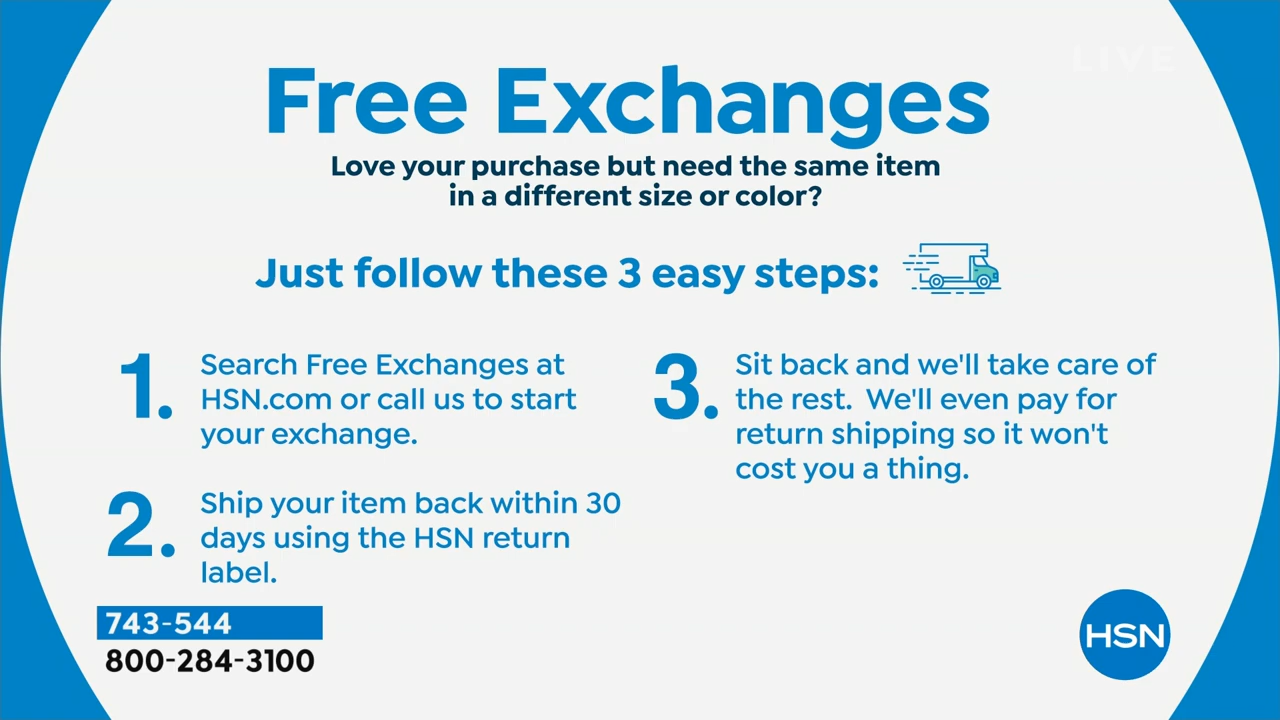 LIVE
Free Exchanges
Love your purchase but need the same item
in a different size or color?
Just follow these 3 easy steps:
1. Search Free Exchanges at
HSN.com or call us to start
your exchange.
2. Ship your item back within 30
days using the HSN return
label.
3. Sit back and we'll take care of
the rest. We'll even pay for
return shipping so it won't
cost you a thing.
743-544
800-284-3100
HSN